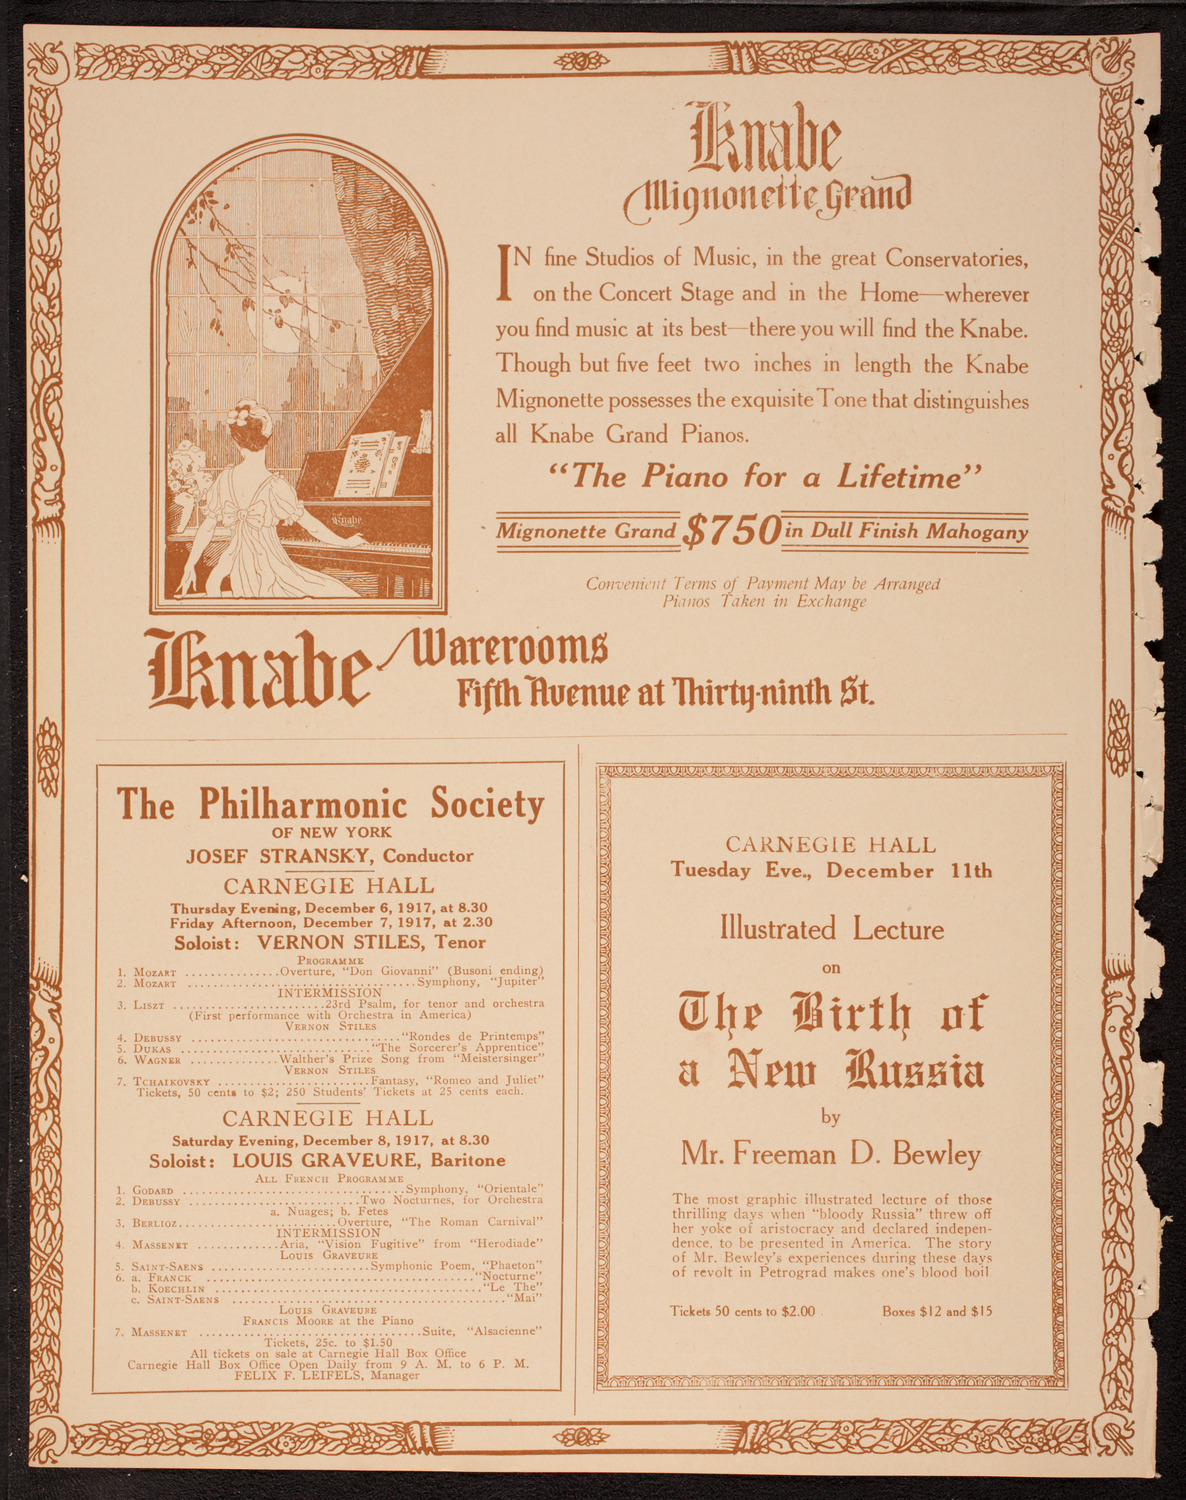 Knabe
Mignonette Grand
IN fine Studios of Music, in the great Conservatories,
on the Concert Stage and in the Home—wherever
you find music at its best—there you will find the Knabe.
Though but five feet two inches in length the Knabe
Mignonette possesses the exquisite Tone that distinguishes
all Knabe Grand Pianos.
"The Piano for a Lifetime"
Mignonette Grand $750 in Dull Finish Mahogany
Convenient Terms of Payment May be Arranged
Pianos Taken in Exchange
Knabe
Knabe Warerooms
Fifth Avenue at Thirty-ninth St.
The Philharmonic Society
OF NEW YORK
JOSEF STRANSKY, Conductor
CARNEGIE HALL
Thursday Evening, December 6, 1917, at 8.30
Friday Afternoon, December 7, 1917, at 2.30
Soloist: VERNON STILES, Tenor
PROGRAMME
1. MOZART ..............Overture, "Don Giovanni" (Busoni ending)
2. MOZART ..................................Symphony, "Jupiter"
INTERMISSION
3. LISZT .......................23rd Psalm, for tenor and orchestra
(First performance with Orchestra in America)
VERNON STILES
4. DEBUSSY ................................"Rondes de Printemps"
5. DUKAS .............................."The Sorcerer's Apprentice"
6. WAGNER .............Walther's Prize Song from "Meistersinger"
VERNON STILES
7. TCHAIKOVSKY .......................Fantasy, "Romeo and Juliet"
Tickets, 50 cents to $2; 250 Students' Tickets at 25 cents each.
CARNEGIE HALL
Saturday Evening, December 8, 1917, at 8.30
Soloist: LOUIS GRAVEURE, Baritone
ALL FRENCH PROGRAMME
1. GODARD ..................................Symphony, "Orientale"
2. DEBUSSY ..........................Two Nocturnes, for Orchestra
a. Nuages; b. Fetes
3. BERLIOZ........................Overture, "The Roman Carnival"
INTERMISSION
4. MASSENET ............Aria, "Vision Fugitive" from "Herodiade"
LOUIS GRAVEURE
5. SAINT-SAENS ........................Symphonic Poem, "Phaeton"
6. a. FRANCK ........................................."Nocturne"
b. KOECHLIN ........................................."Le The"
c. SAINT-SAENS ........................................."Mai"
LOUIS GRAVEURE
FRANCIS MOORE at the Piano
7. MASSENET ..................................Suite, "Alsacienne"
Tickets, 25c. to $1.50
All tickets on sale at Carnegie Hall Box Office
Carnegie Hall Box Office Open Daily from 9 A. M. to 6 P. M.
FELIX F. LEIFELS, Manager
CARNEGIE HALL
Tuesday Eve., December 11th
Illustrated Lecture
on
The Birth of
a New Russia
by
Mr. Freeman D. Bewley
The most graphic illustrated lecture of those
thrilling days when "bloody Russia" threw off
her yoke of aristocracy and declared indepen-
dence, to be presented in America. The story
of Mr. Bewley's experiences during these days
of revolt in Petrograd makes one's blood boil
Tickets 50 cents to $2.00 Boxes $12 and $15